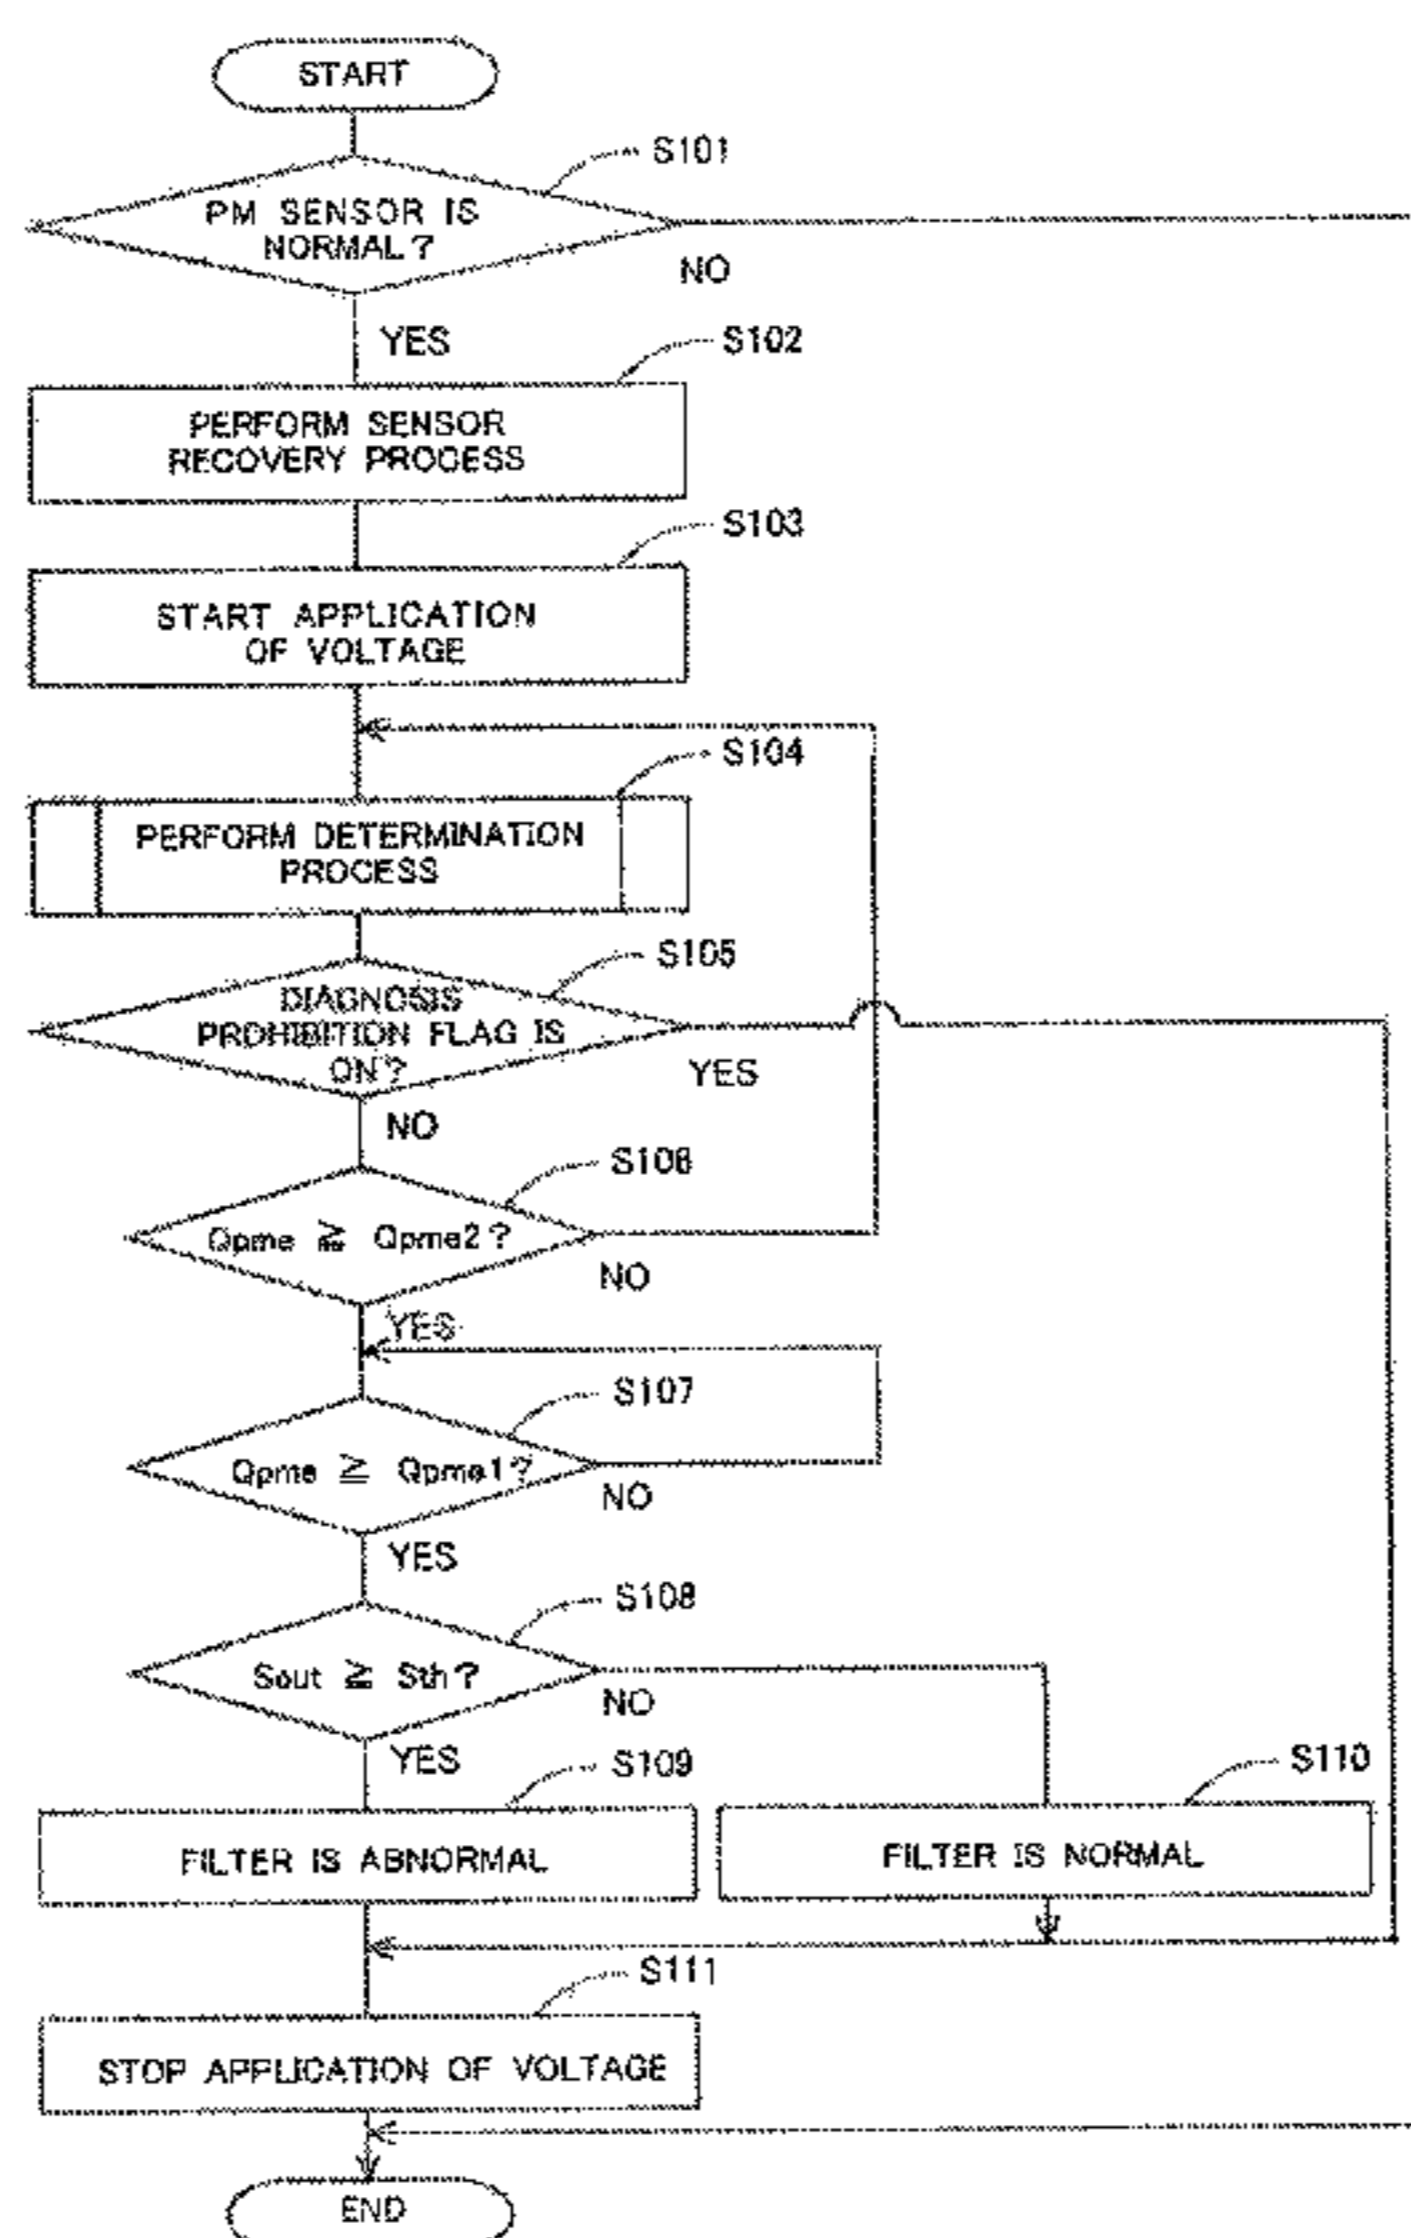 START
S101
PM SENSOR IS
NORMAL?
NO
YES
S102
PERFORM SENSOR
RECOVERY PROCESS
S103
START APPLICATION
OF VOLTAGE
S104
PERFORM DETERMINATION
PROCESS
S105
DIAGNOSIS
PROHIBITION FLAG IS
ON?
YES
NO
S106
Qpme ≧ Qpme2?
NO
YES
S107
Qpme ≧ Qpme1?
NO
YES
S108
Sout ≧ Sth?
NO
YES
S109
S110
FILTER IS ABNORMAL
FILTER IS NORMAL
S111
STOP APPLICATION OF VOLTAGE
END